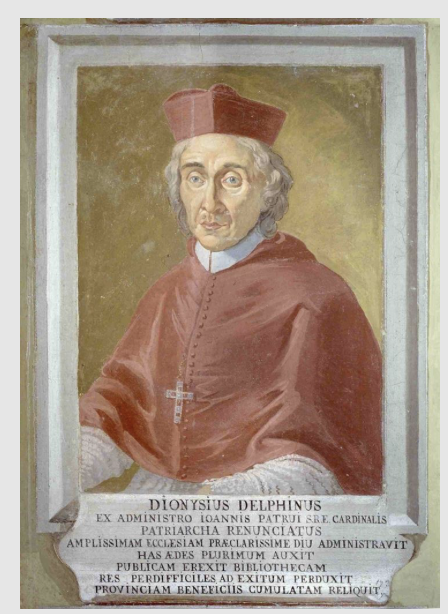 DIONYSIUS DELPHINUS
EX ADMINISTRO IOANNIS PATRUI S.R.E. CARDINALIS
PATRIARCHA RENUNCIATUS
AMPLISSIMAM ECCLESIAM PRÆCLARISSIME DIU ADMINISTRAVIT
HAS ÆDES PLURIMUM AUXIT
PUBLICAM EREXIT BIBLIOTHECAM
RES PERDIFFICILES AD EXITUM PERDUXIT
PROVINCIAM BENEFICIIS CUMULATAM RELIQUIT